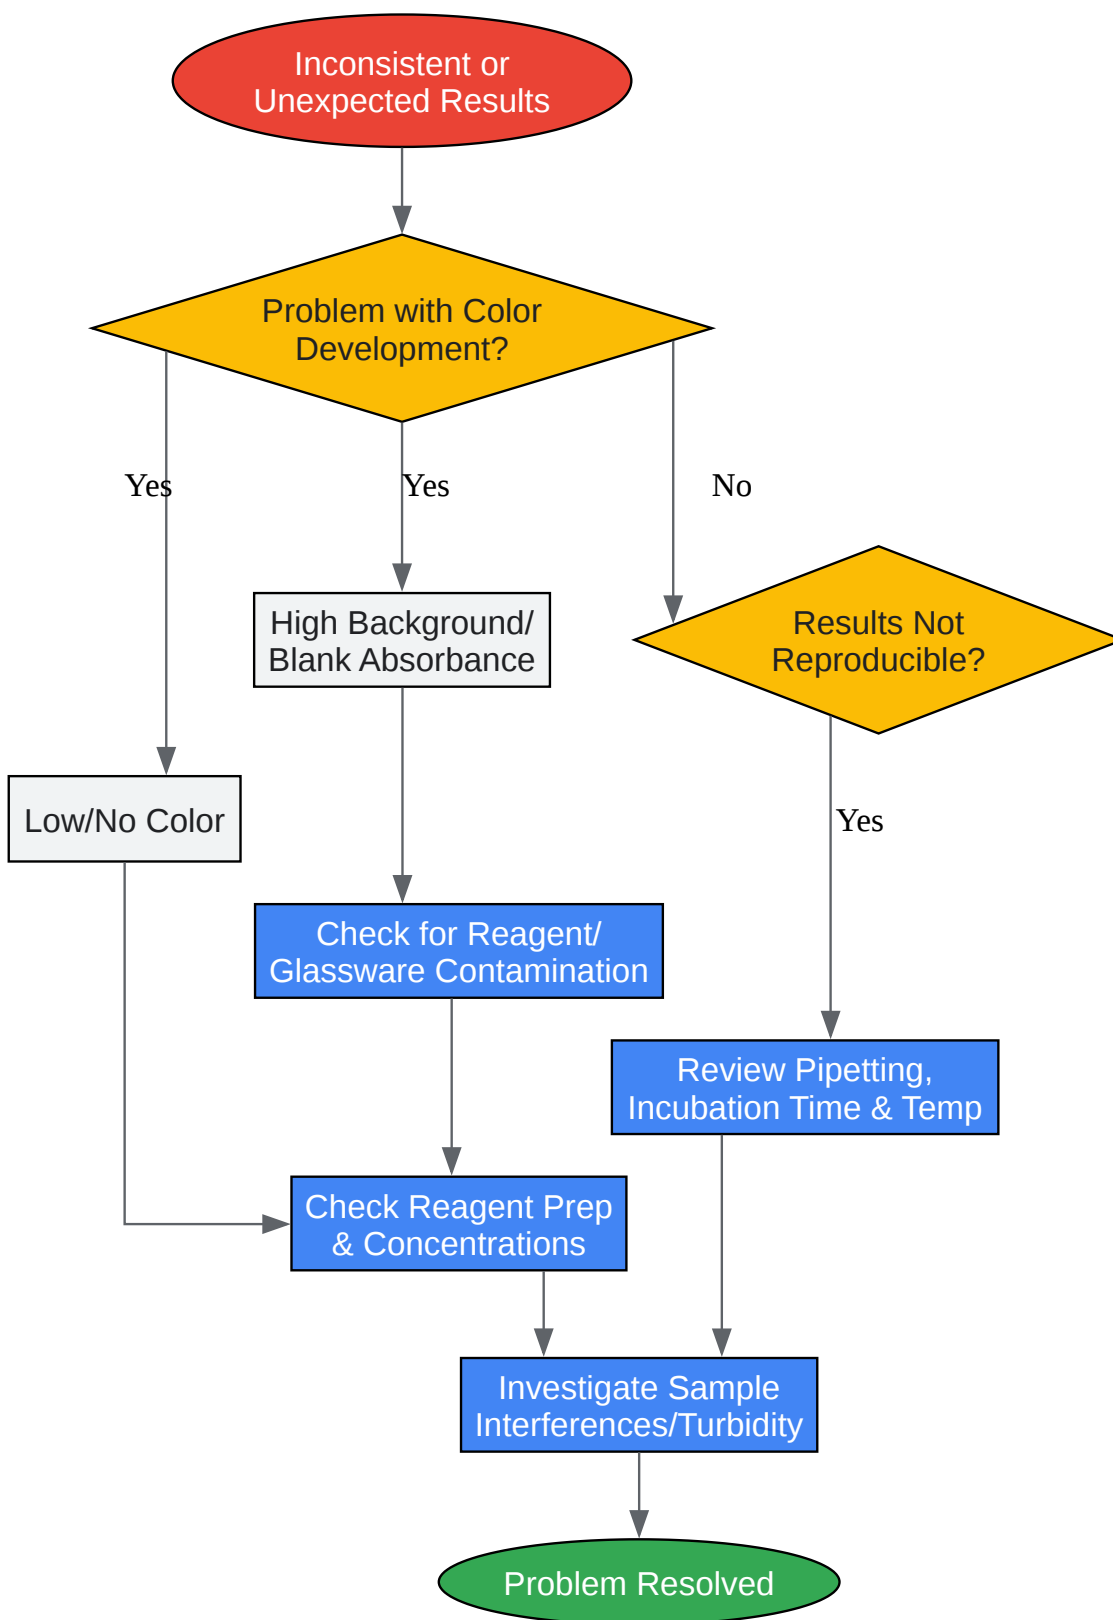 Inconsistent or
Unexpected Results
Problem with Color
Development?
Yes
Yes
No
High Background/
Blank Absorbance
Results Not
Reproducible?
Low/No Color
Yes
Check for Reagent/
Glassware Contamination
Review Pipetting,
Incubation Time & Temp
Check Reagent Prep
& Concentrations
Investigate Sample
Interferences/Turbidity
Problem Resolved